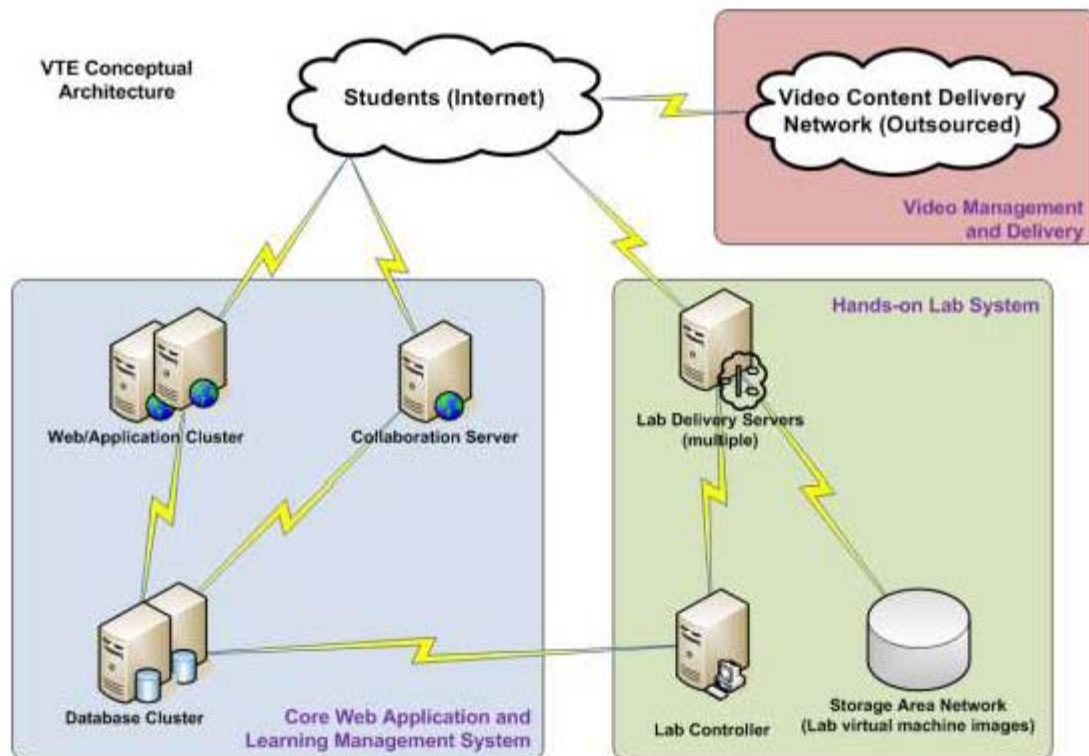 VTE Conceptual
Architecture
Students (Internet)
Video Content Delivery
Network (Outsourced)
Video Management
and Delivery
Hands-on Lab System
Web/Application Cluster
Collaboration Server
Lab Delivery Servers
(multiple)
Database Cluster
Core Web Application and
Learning Management System
Lab Controller
Storage Area Network
(Lab virtual machine images)